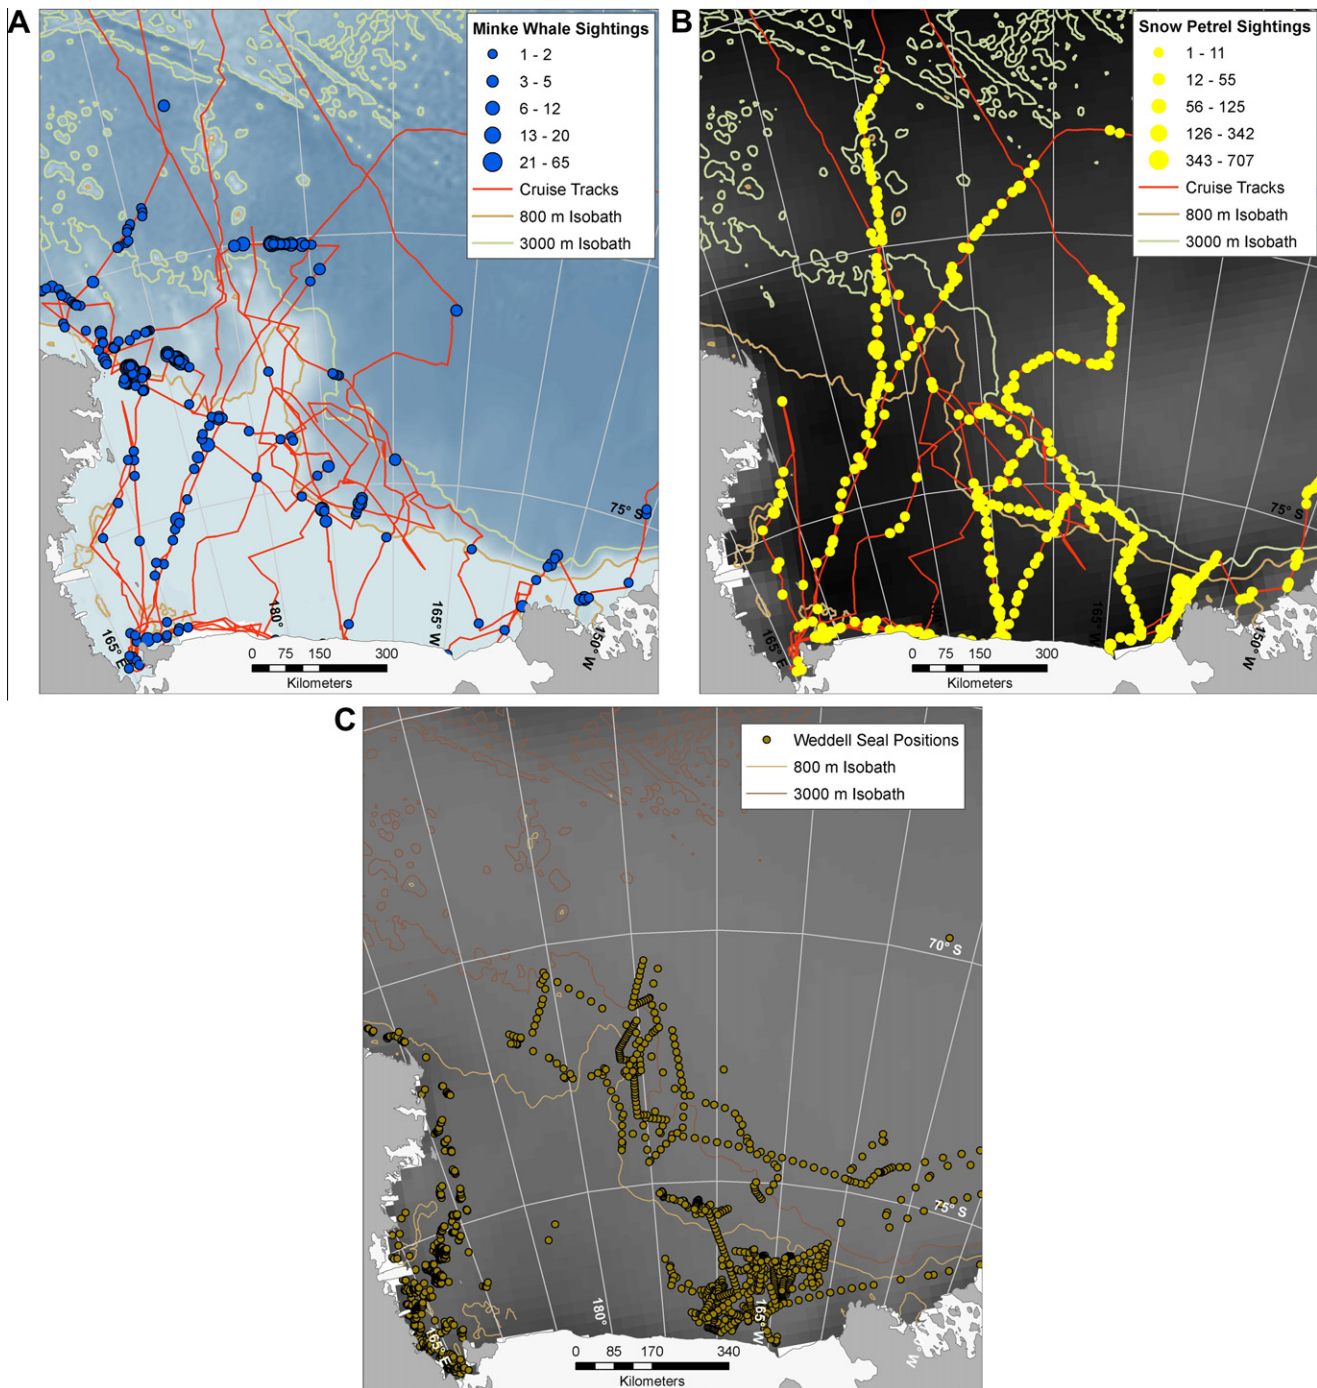 A
Minke Whale Sightings
1 - 2
3 - 5
6 - 12
13 - 20
21 - 65
Cruise Tracks
800 m Isobath
3000 m Isobath
75° S
180°
165° W
165° E
150° W
0 75 150 300
Kilometers
B
Snow Petrel Sightings
1 - 11
12 - 55
56 - 125
126 - 342
343 - 707
Cruise Tracks
800 m Isobath
3000 m Isobath
75° S
180°
165° W
165° E
150° W
0 75 150 300
Kilometers
C
Weddell Seal Positions
800 m Isobath
3000 m Isobath
70° S
75° S
180°
165° W
165° E
° W
0 85 170 340
Kilometers